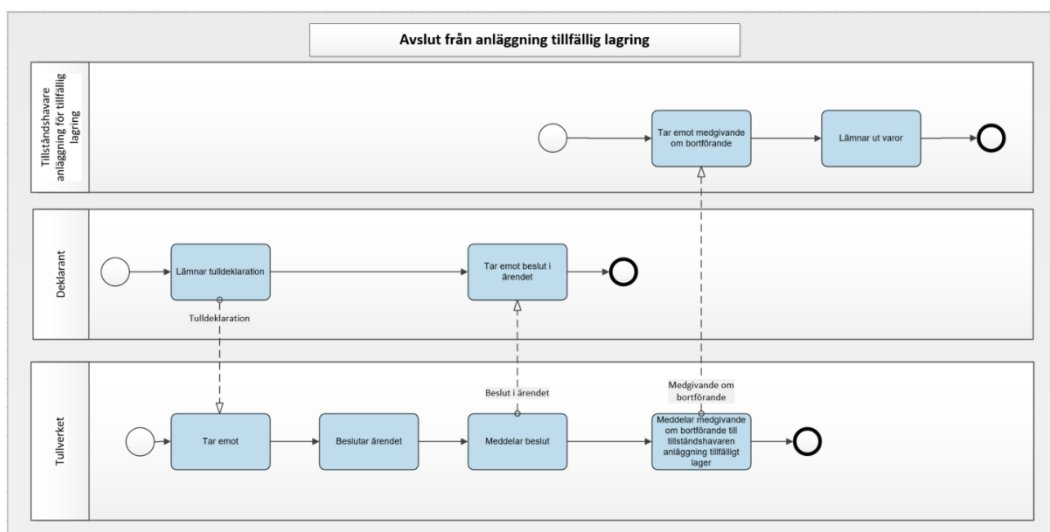 Avslut från anläggning tillfällig lagring
Tillståndshavare
anläggning för tillfällig
lagring
Tar emot medgivande
om bortförande
Lämnar ut varor
Deklarant
Lämnar tulldeklaration
Tar emot beslut i
ärendet
Tulldeklaration
Beslut i ärendet
Medgivande om
bortförande
Tullverket
Tar emot
Beslutar ärendet
Meddelar beslut
Meddelar medgivande
om bortförande till
tillståndshavaren
anläggning tillfälligt
lager